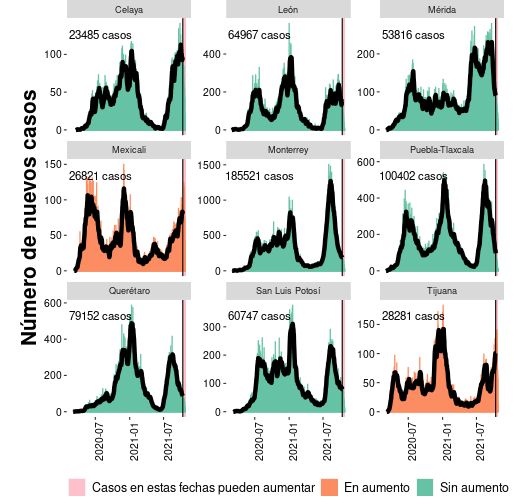 Número de nuevos casos
Celaya
León
Mérida
23485 casos
64967 casos
53816 casos
100
50
0
400
200
0
200
100
0
Mexicali
Monterrey
Puebla-Tlaxcala
26821 casos
185521 casos
100402 casos
150
100
50
0
1500
1000
500
0
600
400
200
0
Querétaro
San Luis Potosí
Tijuana
79152 casos
60747 casos
28281 casos
600
400
200
0
300
200
100
0
150
100
50
0
2020-07
2021-01
2021-07
2020-07
2021-01
2021-07
2020-07
2021-01
2021-07
Casos en estas fechas pueden aumentar
En aumento
Sin aumento